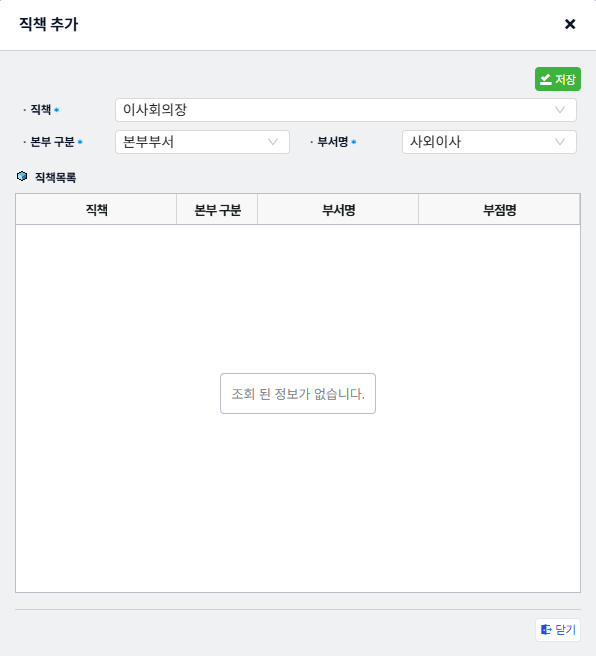 직책 추가
저장
· 직책 *
이사회의장
· 본부 구분 * 본부부서 · 부서명 * 사외이사
직책목록
직책 본부 구분 부서명 부점명
조회 된 정보가 없습니다.
닫기